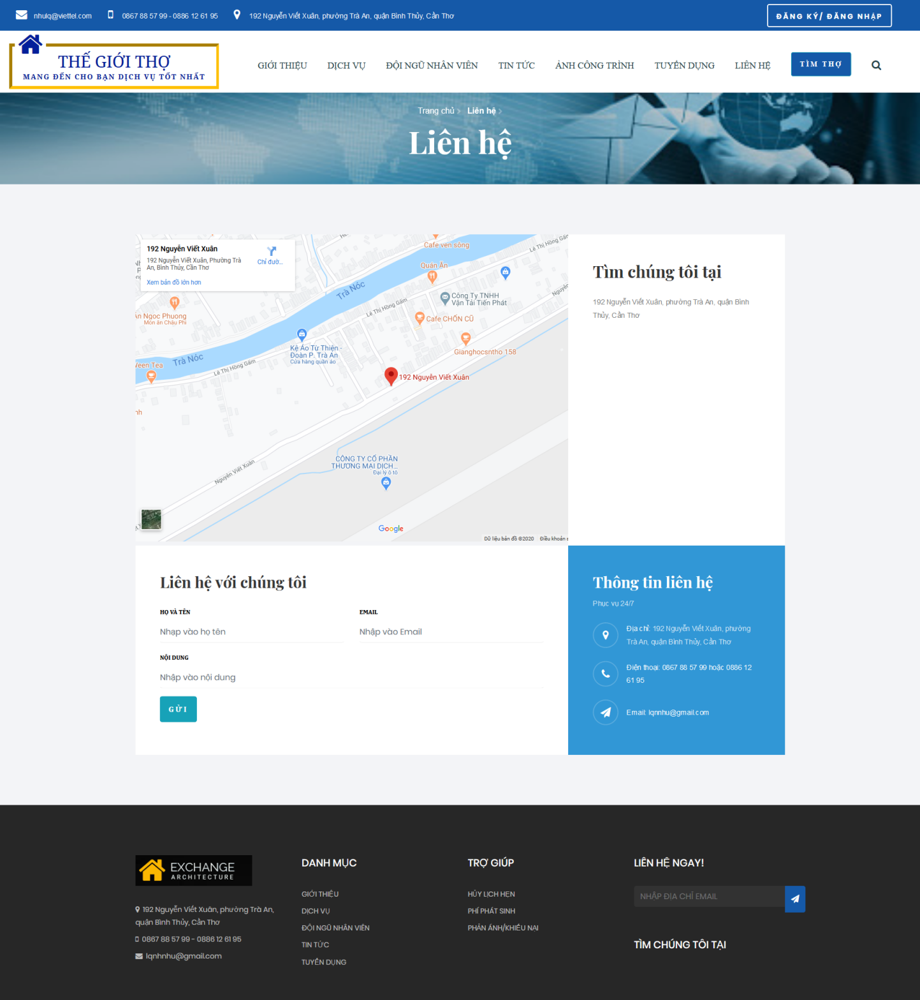 nhulq@viettel.com
0867 88 57 99 - 0886 12 61 95
192 Nguyễn Viết Xuân, phường Trà An, quận Bình Thủy, Cần Thơ
ĐĂNG KÝ/ ĐĂNG NHẬP
THẾ GIỚI THỢ
MANG ĐẾN CHO BẠN DỊCH VỤ TỐT NHẤT
GIỚI THIỆU
DỊCH VỤ
ĐỘI NGŨ NHÂN VIÊN
TIN TỨC
ẢNH CÔNG TRÌNH
TUYỂN DỤNG
LIÊN HỆ
TÌM THỢ
Trang chủ
Liên hệ
Liên hệ
192 Nguyễn Viết Xuân
192 Nguyễn Viết Xuân, Phường Trà
An, Bình Thủy, Cần Thơ
Chỉ đườ...
Xem bản đồ lớn hơn
Cafe ven sông
Lê Thị Hồng Gấm
Quán Ăn
Trà Nóc
Công Ty TNHH
Vận Tải Tiến Phát
Nguyễn
Lê Thị Hồng Gấm
Cafe CHỒN CŨ
An Ngoc Phuong
Món ăn Châu Phi
Kệ Áo Từ Thiện -
Đoàn P. Trà An
Cửa hàng quần áo
Gianghocsntho 158
Trà Nóc
Ween Tea
Lê Thị Hồng Gấm
192 Nguyễn Viết Xuân
nh
CÔNG TY CỔ PHẦN
THƯƠNG MẠI DỊCH...
Đại lý ô tô
Nguyễn Viết Xuân
Google
Dữ liệu bản đồ ©2020
Điều khoản s
Tìm chúng tôi tại
192 Nguyễn Viết Xuân, phường Trà An, quận Bình
Thủy, Cần Thơ
Liên hệ với chúng tôi
HỌ VÀ TÊN
EMAIL
Nhạp vào họ tên
Nhập vào Email
NỘI DUNG
Nhập vào nội dung
GỬI
Thông tin liên hệ
Phục vụ 24/7
Địa chỉ: 192 Nguyễn Viết Xuân, phường
Trà An, quận Bình Thủy, Cần Thơ
Điện thoại: 0867 88 57 99 hoặc 0886 12
61 95
Email: lqnnhu@gmail.com
EXCHANGE
ARCHITECTURE
192 Nguyễn Viết Xuân, phường Trà An,
quận Bình Thủy, Cần Thơ
0867 88 57 99 - 0886 12 61 95
lqnhnhu@gmail.com
DANH MỤC
GIỚI THIỆU
DỊCH VỤ
ĐỘI NGŨ NHÂN VIÊN
TIN TỨC
TUYỂN DỤNG
TRỢ GIÚP
HỦY LỊCH HẸN
PHÍ PHÁT SINH
PHẢN ÁNH/KHIẾU NẠI
LIÊN HỆ NGAY!
NHẬP ĐỊA CHỈ EMAIL
TÌM CHÚNG TÔI TẠI